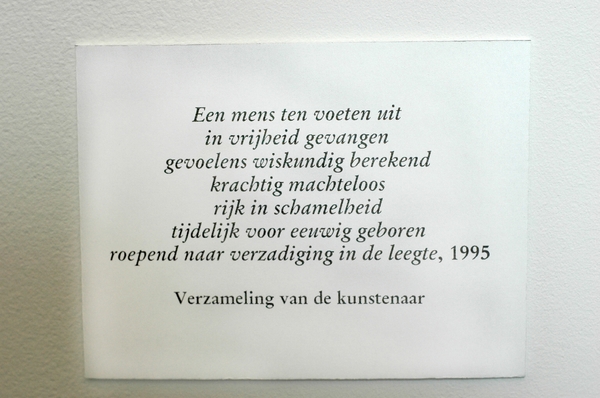 Een mens ten voeten uit
in vrijheid gevangen
gevoelens wiskundig berekend
krachtig machteloos
rijk in schamelheid
tijdelijk voor eeuwig geboren
roepend naar verzadiging in de leegte, 1995
Verzameling van de kunstenaar